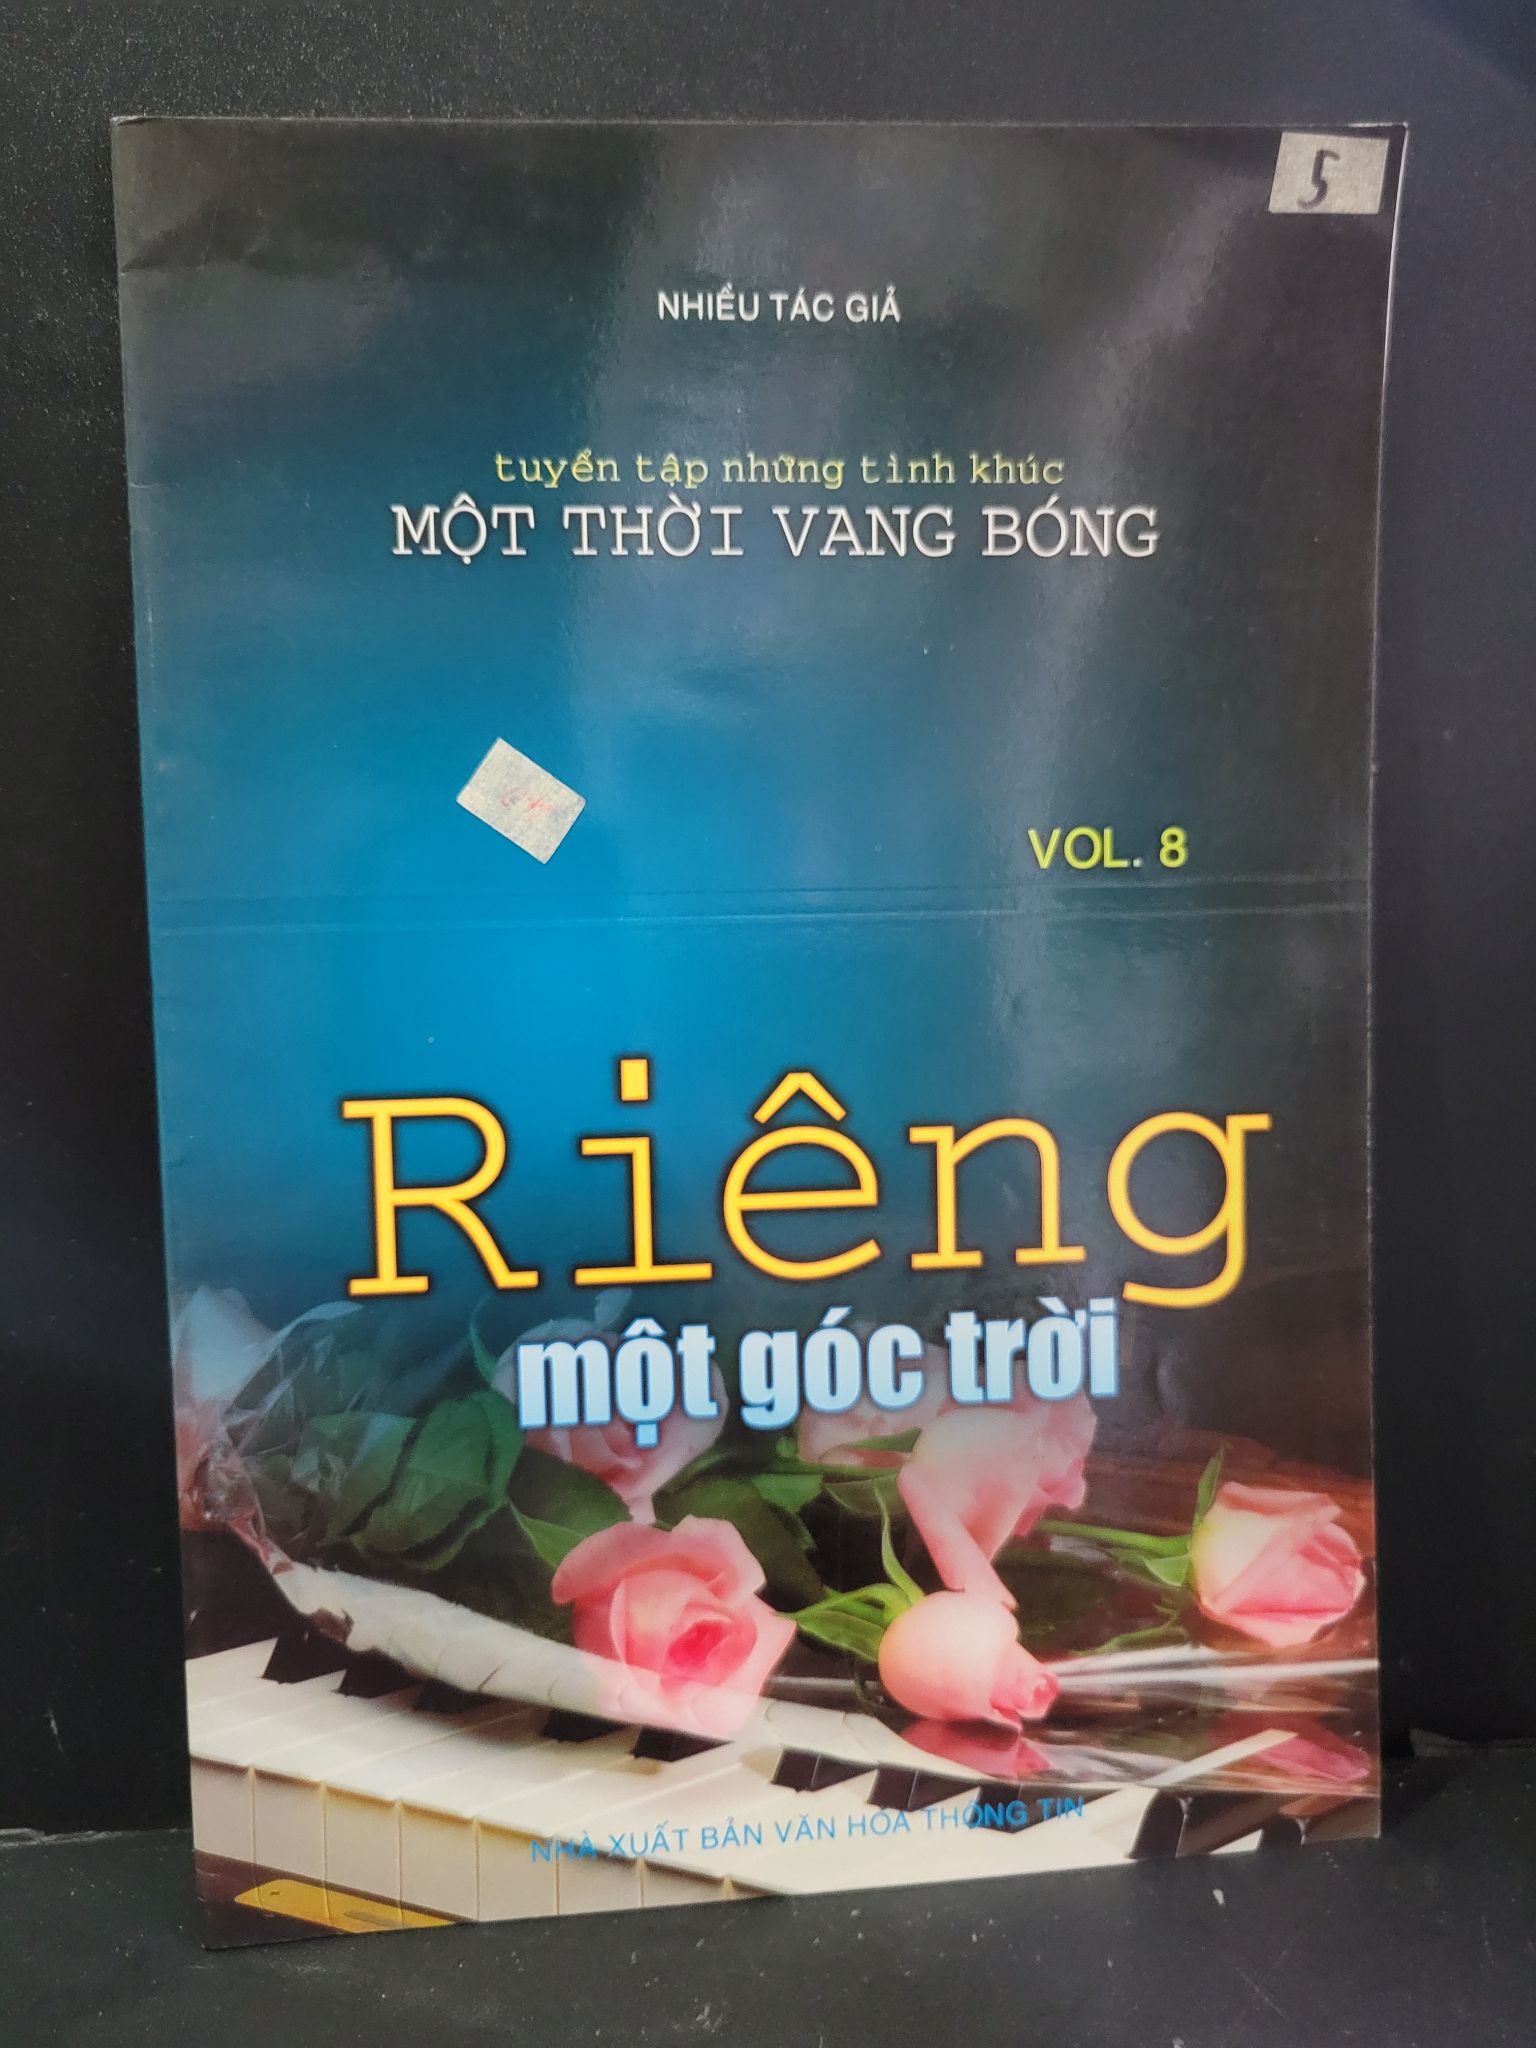 5
NHIỀU TÁC GIẢ
tuyển tập những tình khúc
MỘT THỜI VANG BÓNG
VOL. 8
Riêng
một góc trời
NHÀ XUẤT BẢN VĂN HÓA THÔNG TIN